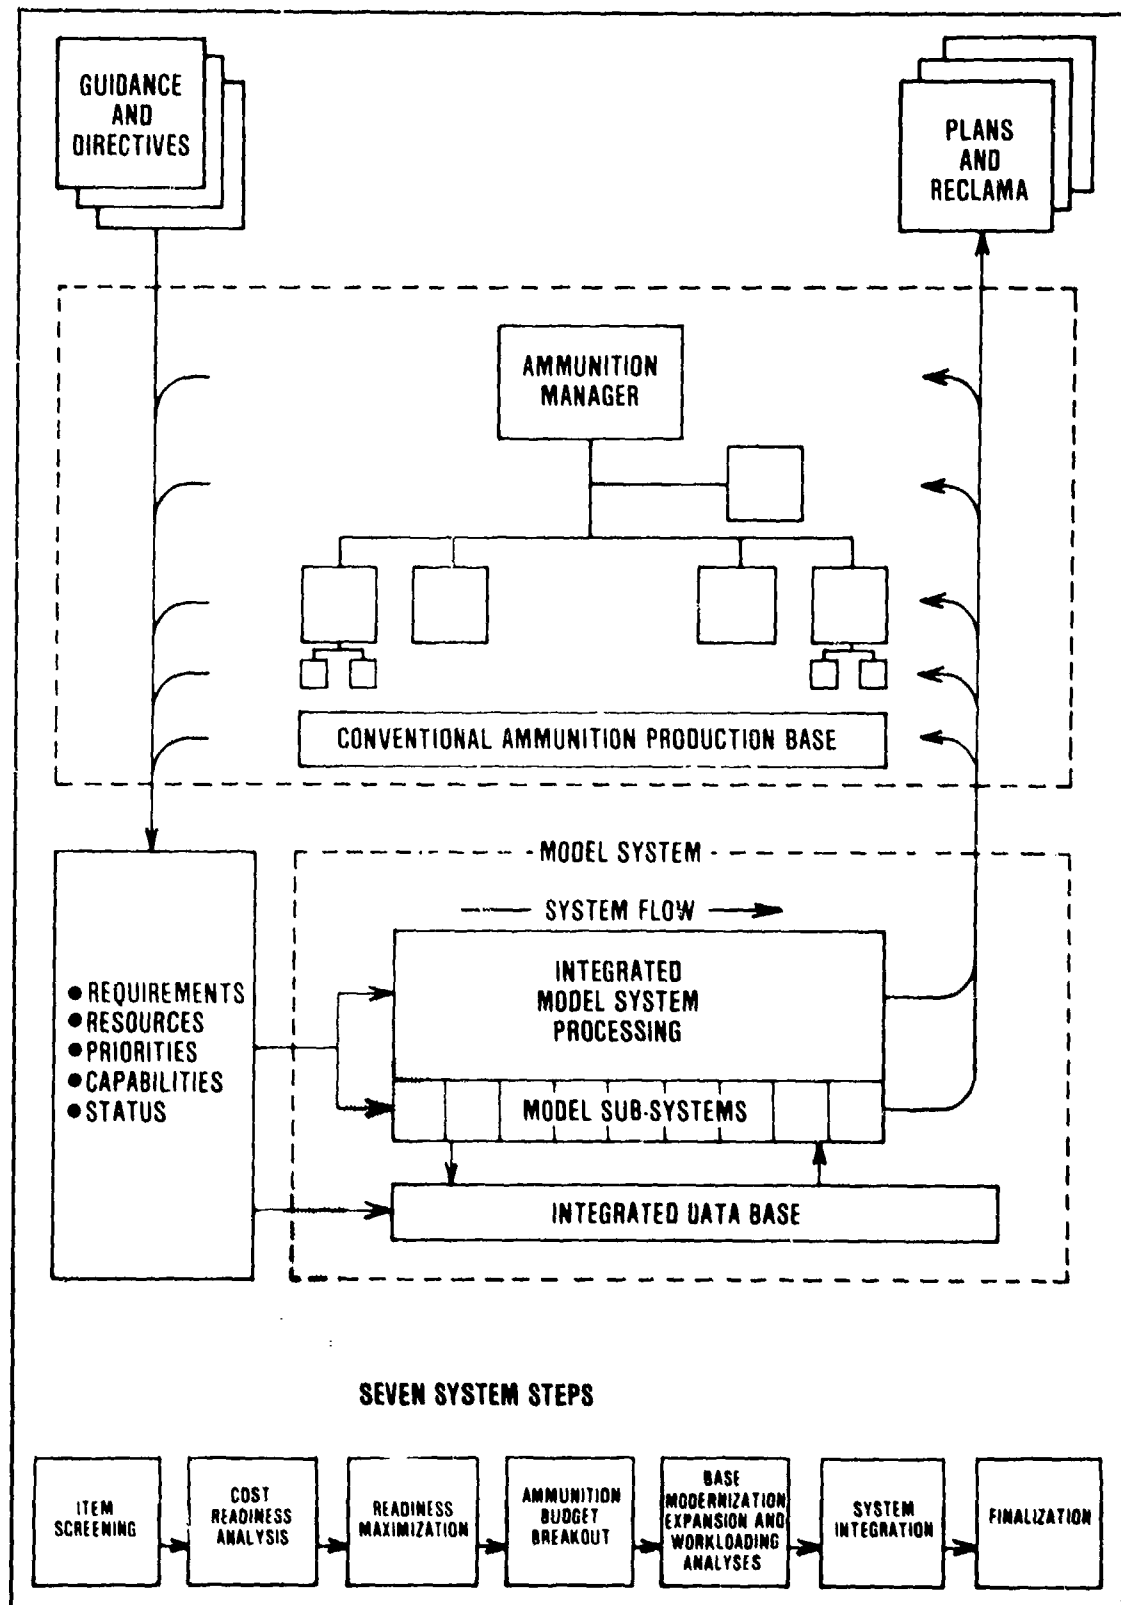 GUIDANCE
AND
DIRECTIVES
PLANS
AND
RECLAMA
AMMUNITION
MANAGER
CONVENTIONAL AMMUNITION PRODUCTION BASE
MODEL SYSTEM
SYSTEM FLOW
INTEGRATED
MODEL SYSTEM
PROCESSING
● REQUIREMENTS
● RESOURCES
● PRIORITIES
● CAPABILITIES
● STATUS
MODEL SUB-SYSTEMS
INTEGRATED DATA BASE
SEVEN SYSTEM STEPS
ITEM
SCREENING
COST
READINESS
ANALYSIS
READINESS
MAXIMIZATION
AMMUNITION
BUDGET
BREAKOUT
BASE
MODERNIZATION
EXPANSION AND
WORKLOADING
ANALYSES
SYSTEM
INTEGRATION
FINALIZATION